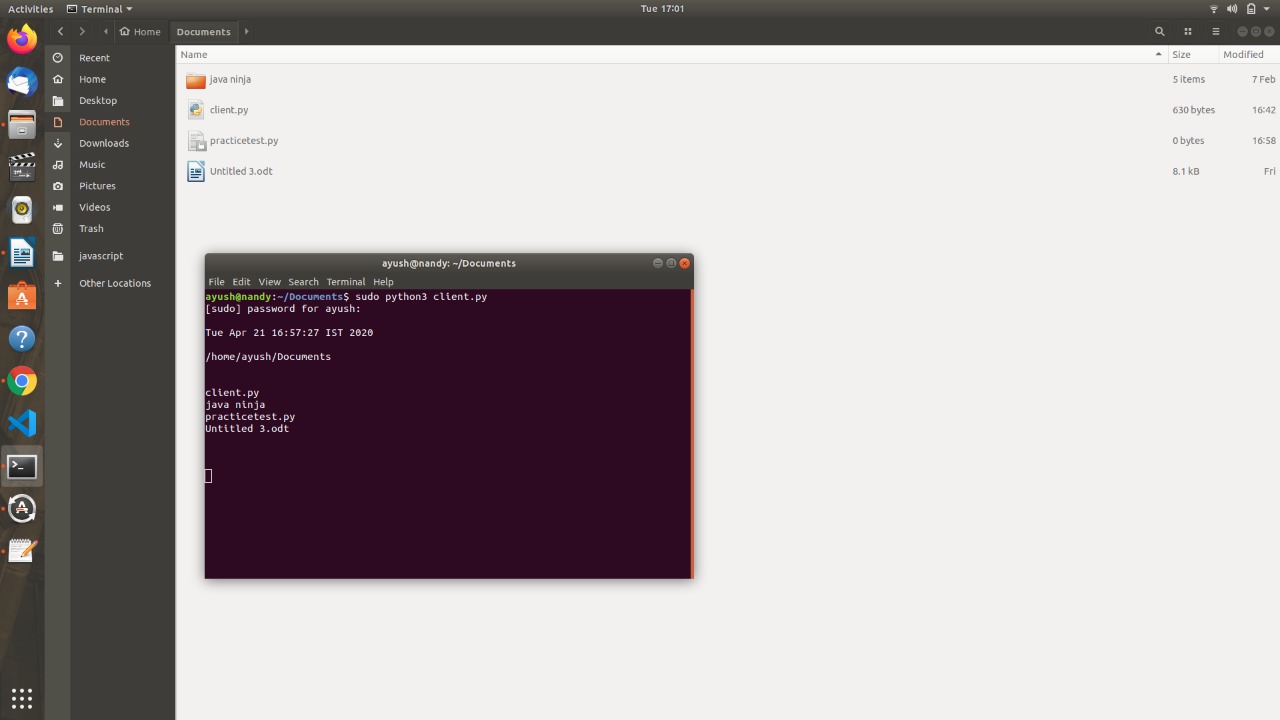 Activities Terminal Tue 17:01
Home Documents
Name Size Modified
Recent
Home
Desktop
Documents
Downloads
Music
Pictures
Videos
Trash
javascript
Other Locations
java ninja 5 items 7 Feb
client.py 630 bytes 16:42
practicetest.py 0 bytes 16:58
Untitled 3.odt 8.1 kB Fri
ayush@nandy: ~/Documents
File Edit View Search Terminal Help
ayush@nandy:~/Documents$ sudo python3 client.py
[sudo] password for ayush:
Tue Apr 21 16:57:27 IST 2020
/home/ayush/Documents
client.py
java ninja
practicetest.py
Untitled 3.odt